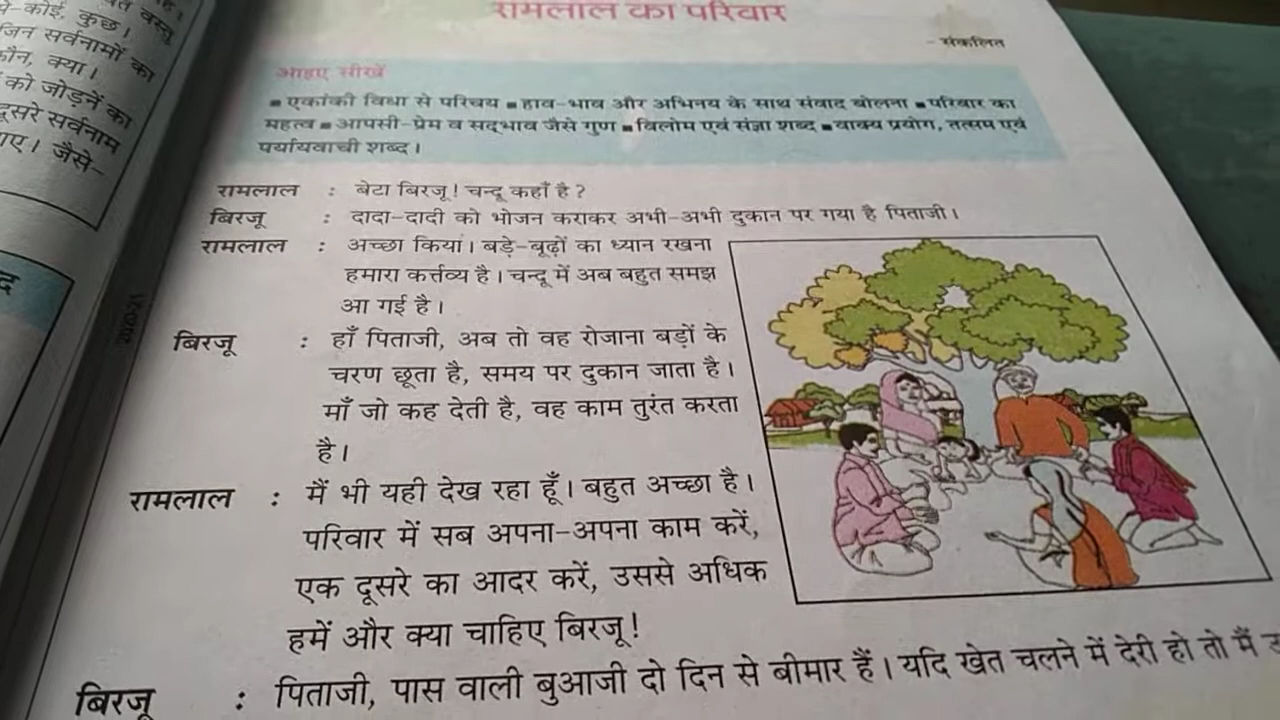 -कोई, कुछ।
जिन सर्वनामों का
कौन, क्या।
को जोड़नें का
दूसरे सर्वनाम
जैसे-
2020-21
रामलाल का परिवार
- संकलित
आइए सीखें
■ एकांकी विधा से परिचय ■ हाव-भाव और अभिनय के साथ संवाद बोलना ■ परिवार का
महत्व ■ आपसी-प्रेम व सद्भाव जैसे गुण ■ विलोम एवं संज्ञा शब्द ■ वाक्य प्रयोग, तत्सम एवं
पर्यायवाची शब्द।
रामलाल : बेटा बिरजू! चन्दू कहाँ है?
बिरजू : दादा-दादी को भोजन कराकर अभी-अभी दुकान पर गया है पिताजी।
रामलाल : अच्छा किया। बड़े-बूढ़ों का ध्यान रखना
हमारा कर्त्तव्य है। चन्दू में अब बहुत समझ
आ गई है।
बिरजू : हाँ पिताजी, अब तो वह रोजाना बड़ों के
चरण छूता है, समय पर दुकान जाता है।
माँ जो कह देती है, वह काम तुरंत करता
है।
रामलाल : मैं भी यही देख रहा हूँ। बहुत अच्छा है।
परिवार में सब अपना-अपना काम करें,
एक दूसरे का आदर करें, उससे अधिक
हमें और क्या चाहिए बिरजू!
बिरजू : पिताजी, पास वाली बुआजी दो दिन से बीमार हैं। यदि खेत चलने में देरी हो तो मैं